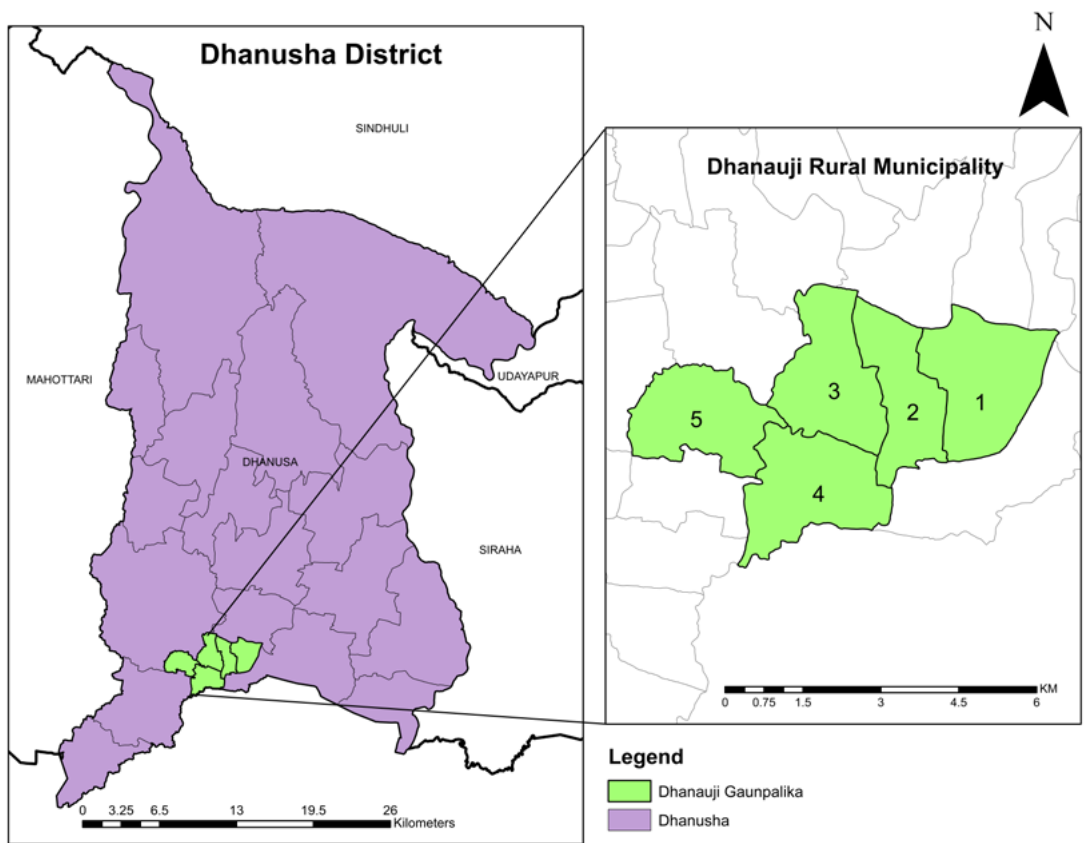 Dhanusha District
SINDHULI
MAHOTTARI
UDAYAPUR
DHANUSA
SIRAHA
0 3.25 6.5 13 19.5 26
Kilometers
N
Dhanauji Rural Municipality
1
2
3
5
4
KM
0 0.75 1.5 3 4.5 6
Legend
Dhanauji Gaunpalika
Dhanusha